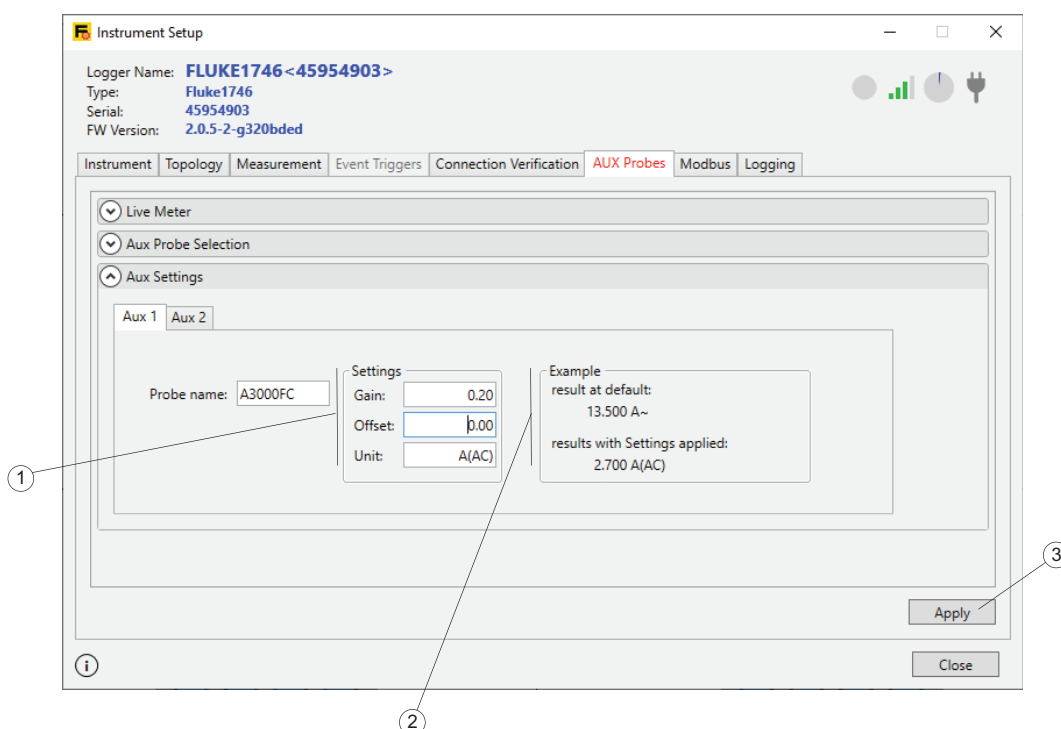 Instrument Setup
Logger Name: FLUKE1746<45954903>
Type: Fluke1746
Serial: 45954903
FW Version: 2.0.5-2-g320bded
Instrument Topology Measurement Event Triggers Connection Verification AUX Probes Modbus Logging
Live Meter
Aux Probe Selection
Aux Settings
Aux 1 Aux 2
Probe name: A3000FC
Settings
Gain: 0.20
Offset: 0.00
Unit: A(AC)
Example
result at default:
13.500 A~
results with Settings applied:
2.700 A(AC)
1
2
3
Apply
Close